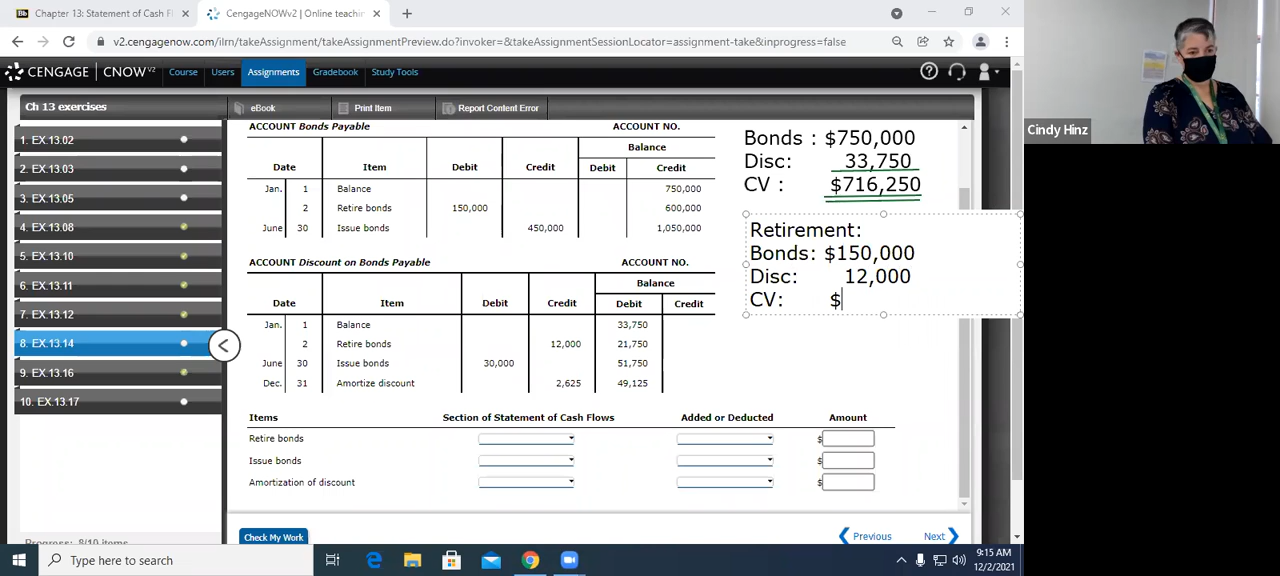 Chapter 13: Statement of Cash F
CengageNOWv2 | Online teachin
v2.cengagenow.com/ilrn/takeAssignment/takeAssignmentPreview.do?invoker=&takeAssignmentSessionLocator=assignment-take&inprogress=false
CENGAGE | CNOWV2 Course Users Assignments Gradebook Study Tools
Ch 13 exercises eBook Print Item Report Content Error
1. EX.13.02
2. EX.13.03
3. EX.13.05
4. EX.13.08
5. EX.13.10
6. EX.13.11
7. EX.13.12
8. EX.13.14
9. EX.13.16
10. EX.13.17
Progress: 8/10 items
ACCOUNT Bonds Payable ACCOUNT NO.
Balance
Date Item Debit Credit Debit Credit
Jan. 1 Balance 750,000
2 Retire bonds 150,000 600,000
June 30 Issue bonds 450,000 1,050,000
ACCOUNT Discount on Bonds Payable ACCOUNT NO.
Balance
Date Item Debit Credit Debit Credit
Jan. 1 Balance 33,750
2 Retire bonds 12,000 21,750
June 30 Issue bonds 30,000 51,750
Dec. 31 Amortize discount 2,625 49,125
Items Section of Statement of Cash Flows Added or Deducted Amount
Retire bonds $
Issue bonds $
Amortization of discount $
Check My Work Previous Next
Bonds : $750,000
Disc: 33,750
CV : $716,250
Retirement:
Bonds: $150,000
Disc: 12,000
CV: $
Cindy Hinz
Type here to search
9:15 AM
12/2/2021